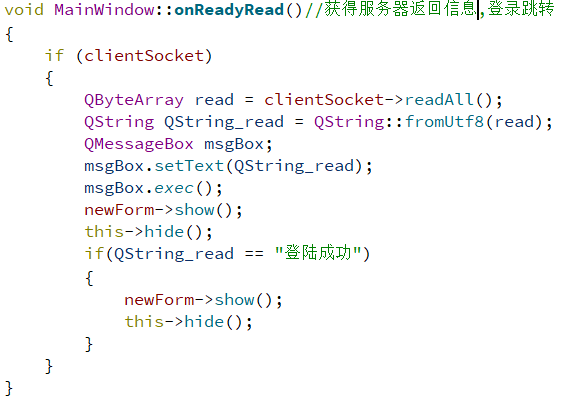 void MainWindow::onReadyRead()//获得服务器返回信息,登录跳转
{
    if (clientSocket)
    {
        QByteArray read = clientSocket->readAll();
        QString QString_read = QString::fromUtf8(read);
        QMessageBox msgBox;
        msgBox.setText(QString_read);
        msgBox.exec();
        newForm->show();
        this->hide();
        if(QString_read == "登陆成功")
        {
            newForm->show();
            this->hide();
        }
    }
}